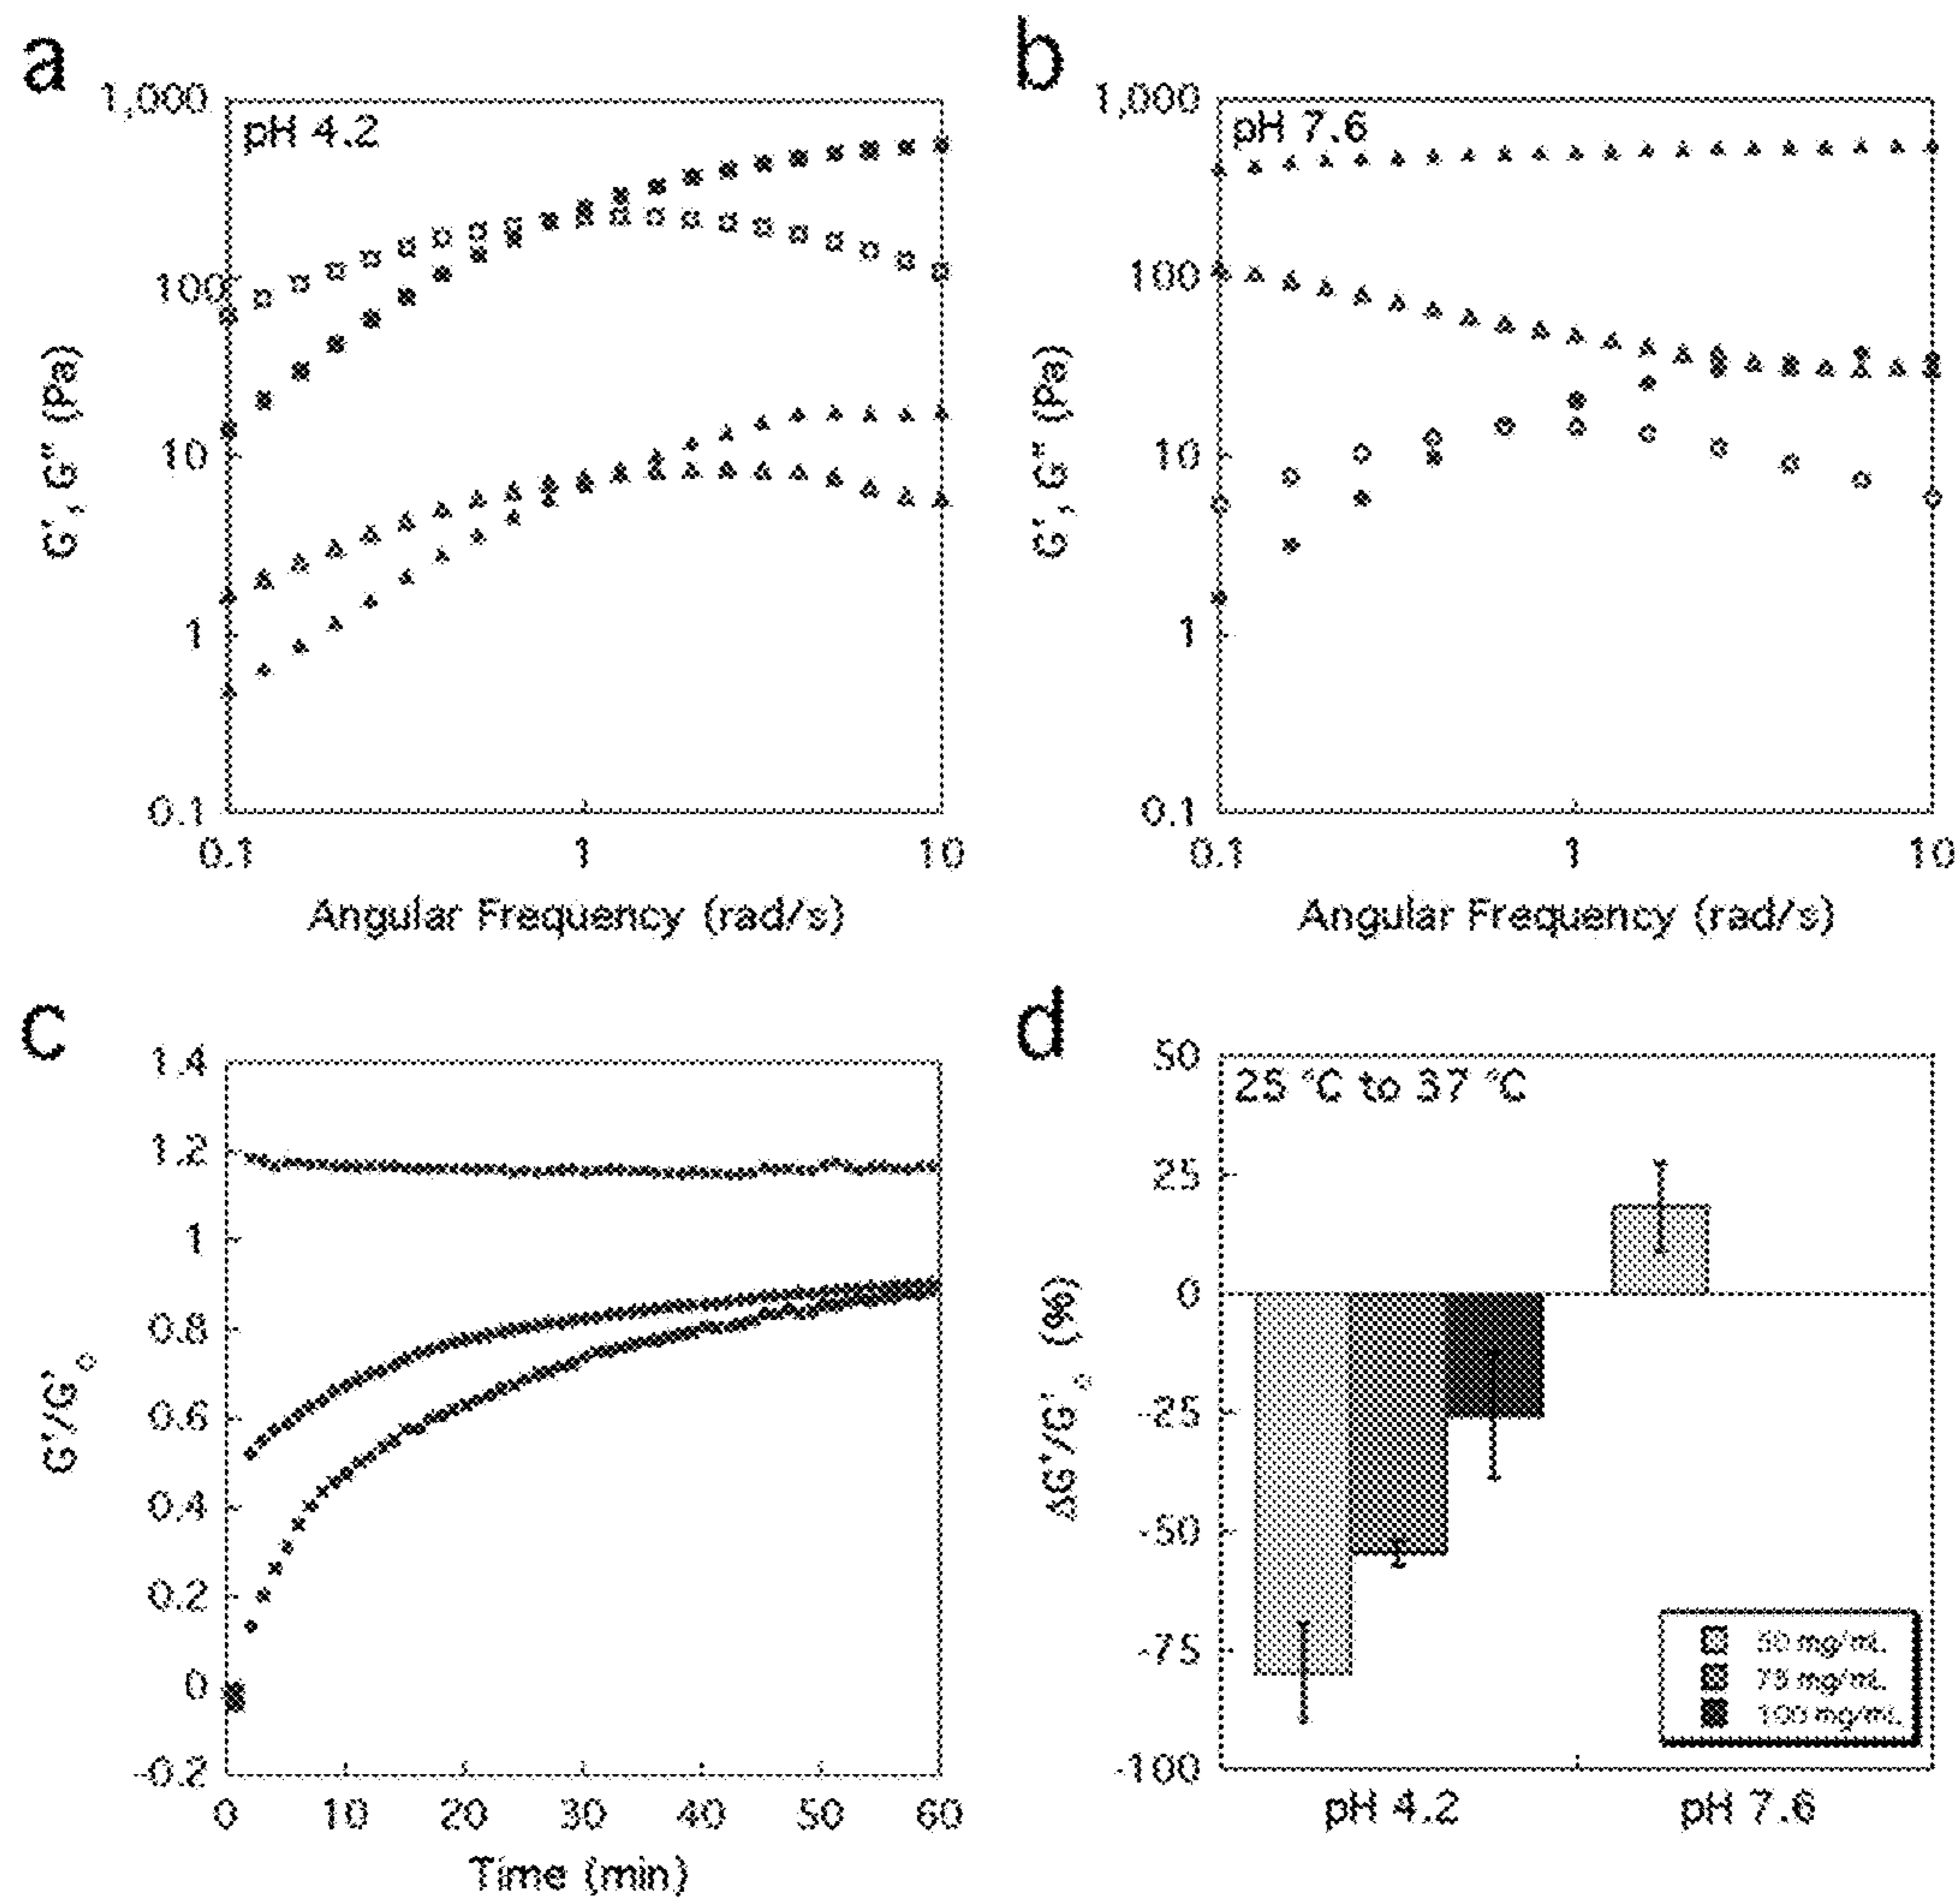 a
1,000
pH 4.2
100
10
1
0.1
G', G" (Pa)
0.1 1 10
Angular Frequency (rad/s)
b
1,000
pH 7.6
100
10
1
0.1
G', G" (Pa)
0.1 1 10
Angular Frequency (rad/s)
c
1.4
1.2
1
0.8
0.6
0.4
0.2
0
-0.2
G'/G'o
0 10 20 30 40 50 60
Time (min)
d
50
25 °C to 37 °C
25
0
-25
-50
-75
-100
ΔG'/G'o (%)
50 mg/mL
75 mg/mL
100 mg/mL
pH 4.2 pH 7.6